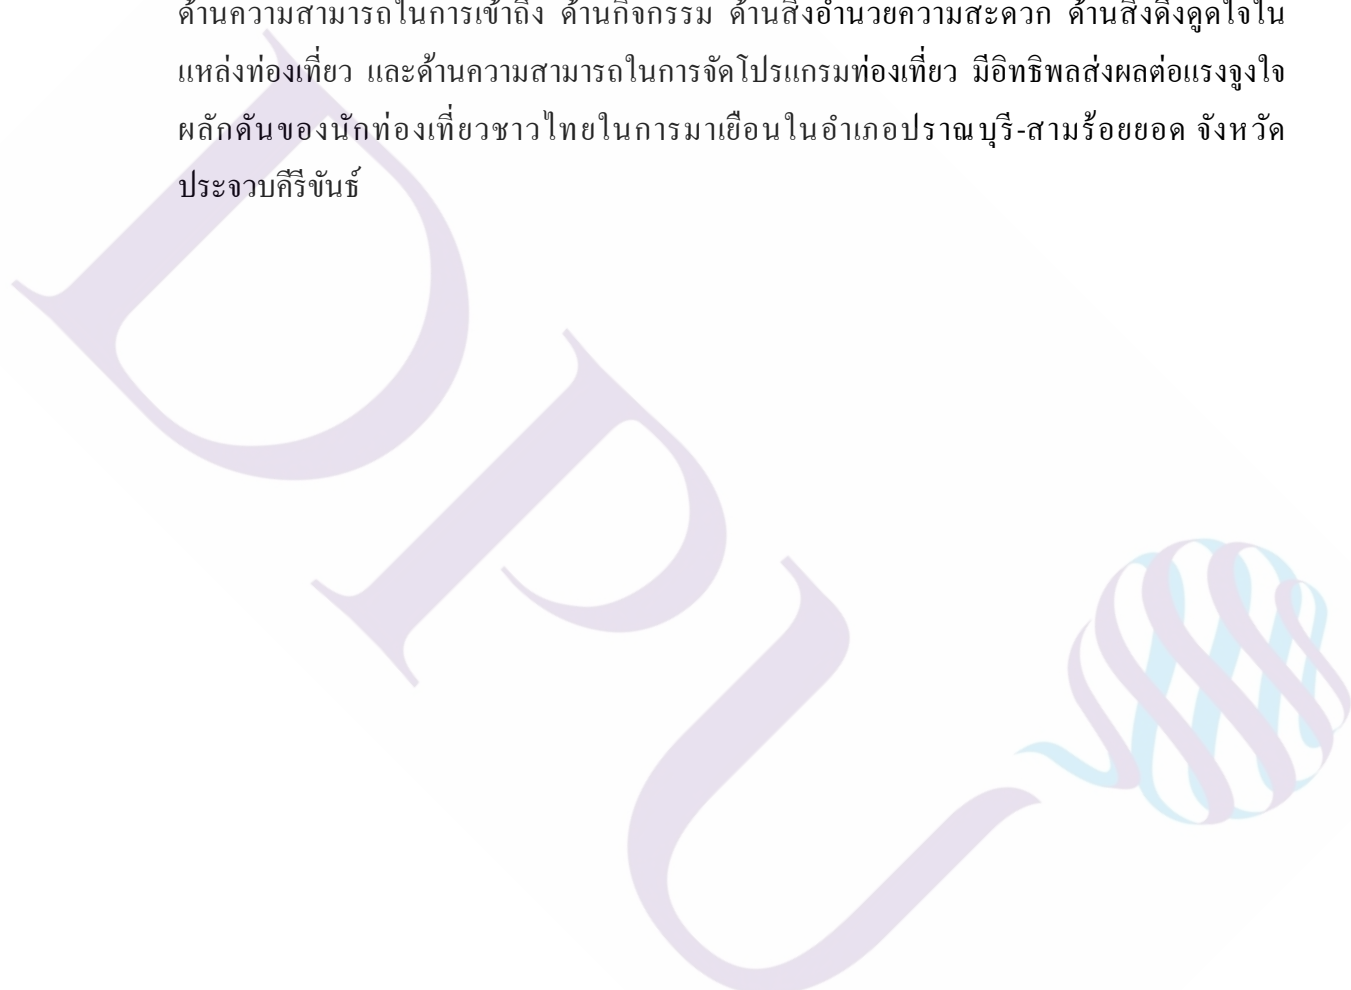 ด้านความสามารถในการเข้าถึง ด้านกิจกรรม ด้านสิ่งอำนวยความสะดวก ด้านสิ่งดึงดูดใจใน
แหล่งท่องเที่ยว และด้านความสามารถในการจัดโปรแกรมท่องเที่ยว มีอิทธิพลส่งผลต่อแรงจูงใจ
ผลักดันของนักท่องเที่ยวชาวไทยในการมาเยือนในอำเภอปราณบุรี-สามร้อยยอด จังหวัด
ประจวบคีรีขันธ์
DPU